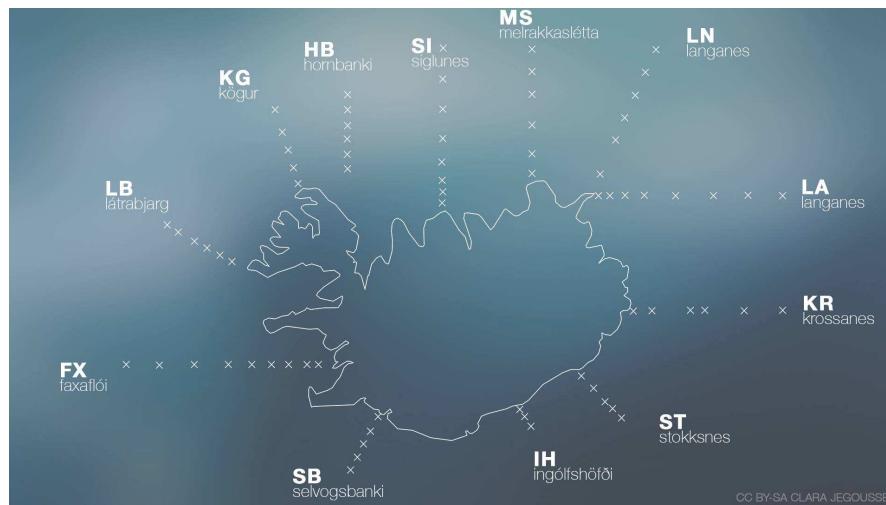 MS
melrakkaslétta
LN
langanes
HB
hornbanki
SI
siglunes
KG
kögur
LB
látrabjarg
LA
langanes
KR
krossanes
FX
faxaflói
ST
stokksnes
IH
ingólfshöfði
SB
selvogsbanki
CC BY-SA CLARA JEGOUSSE